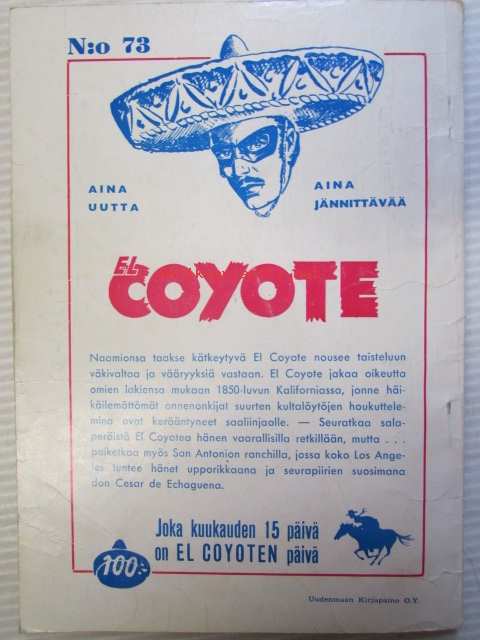 N:o 73
AINA
UUTTA
AINA
JÄNNITTÄVÄÄ
EL
COYOTE
Naamionsa taakse kätkeytyvä El Coyote nousee taisteluun
väkivaltaa ja vääryyksiä vastaan. El Coyote jakaa oikeutta
omien lakiensa mukaan 1850-luvun Kaliforniassa, jonne häi-
käilemättömät onnenonkijat suurten kultalöytöjen houkuttele-
mina ovat kerääntyneet saaliinjaolle. — Seuratkaa sala-
peräistä El Coyotea hänen vaarallisilla retkillään, mutta . . .
paiketkaa myös San Antonion ranchilla, jossa koko Los Ange-
les tuntee hänet upporikkaana ja seurapiirien suosimana
don Cesar de Echaguena.
100:-
Joka kuukauden 15 päivä
on EL COYOTEN päivä
Uudenmaan Kirjapaino O.Y.